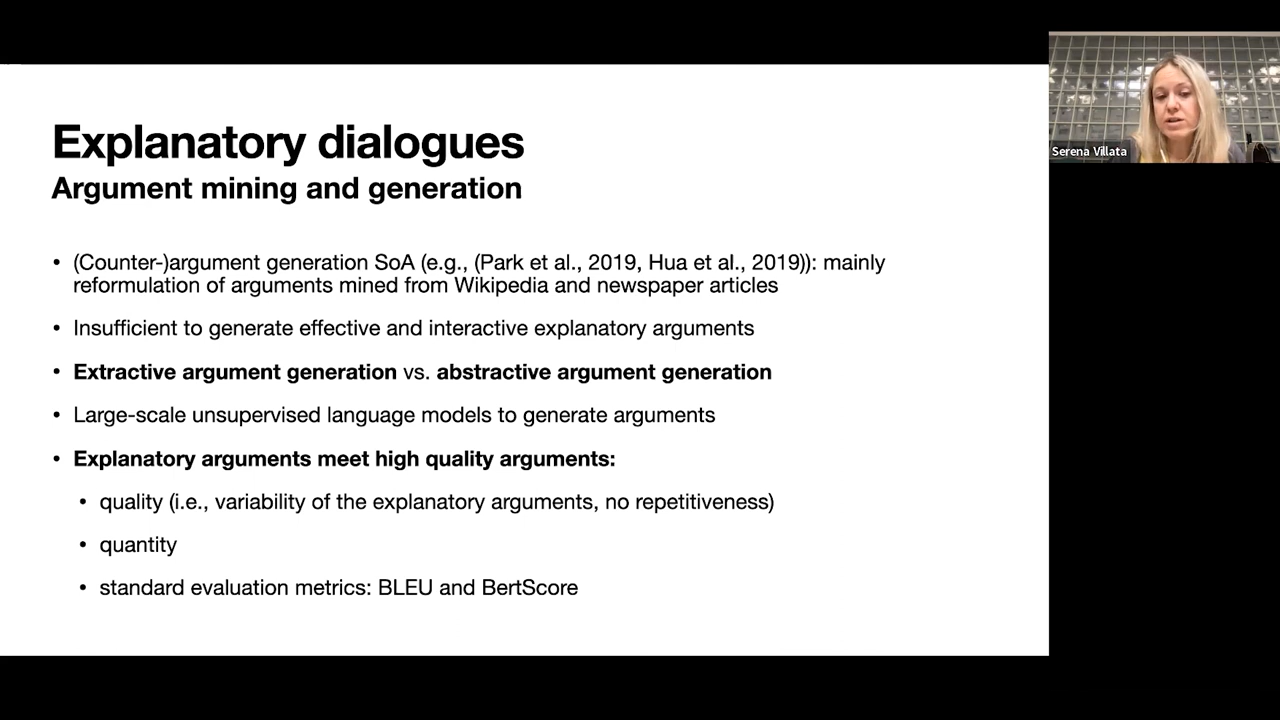 Explanatory dialogues
Argument mining and generation
• (Counter-)argument generation SoA (e.g., (Park et al., 2019, Hua et al., 2019)): mainly
reformulation of arguments mined from Wikipedia and newspaper articles
• Insufficient to generate effective and interactive explanatory arguments
• Extractive argument generation vs. abstractive argument generation
• Large-scale unsupervised language models to generate arguments
• Explanatory arguments meet high quality arguments:
• quality (i.e., variability of the explanatory arguments, no repetitiveness)
• quantity
• standard evaluation metrics: BLEU and BertScore
Serena Villata